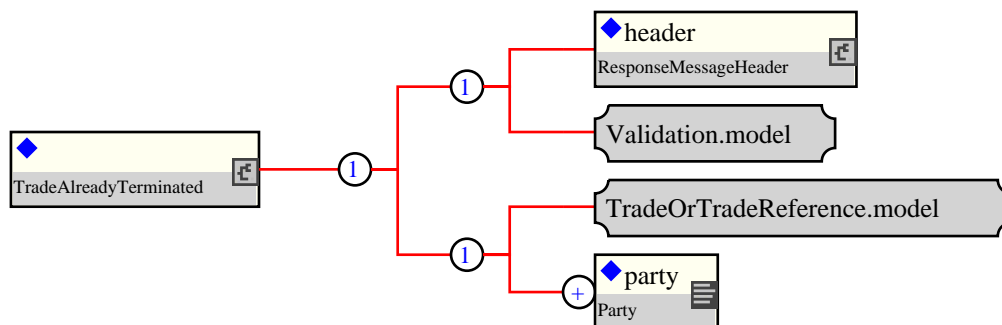 header
ResponseMessageHeader
1
Validation.model
TradeAlreadyTerminated
1
TradeOrTradeReference.model
1
party
+
Party